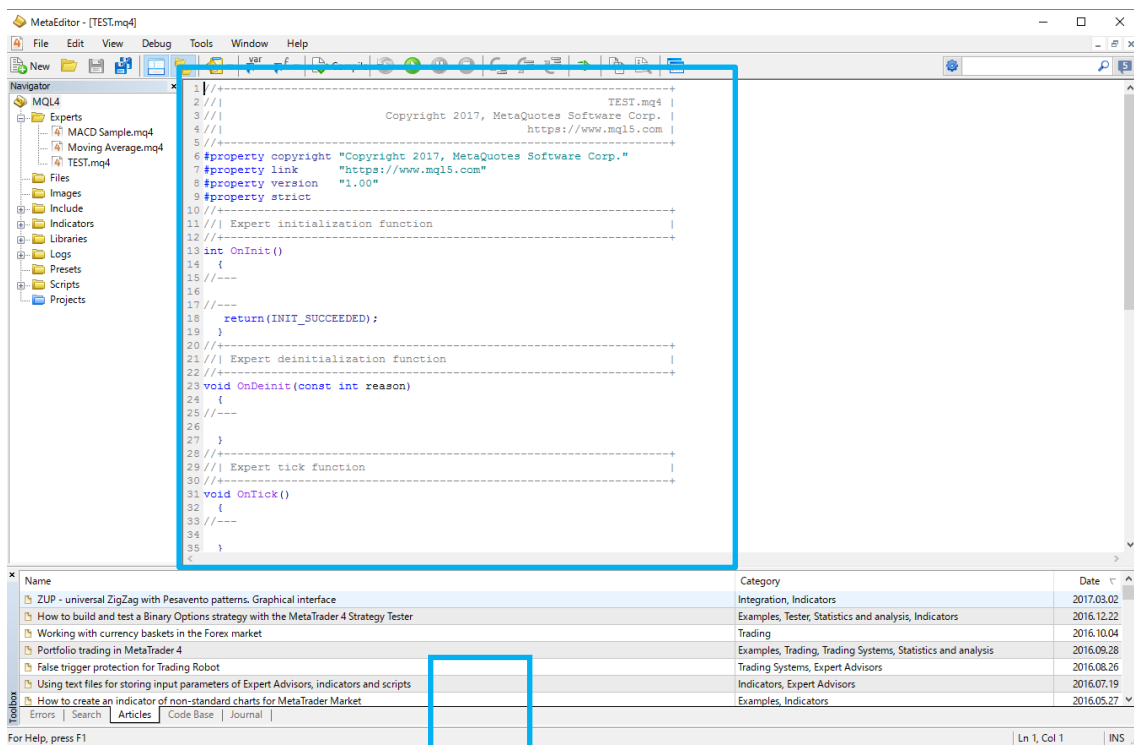 MetaEditor - [TEST.mq4]
File Edit View Debug Tools Window Help
New var Compile 5
Navigator
MQL4
Experts
MACD Sample.mq4
Moving Average.mq4
TEST.mq4
Files
Images
Include
Indicators
Libraries
Logs
Presets
Scripts
Projects
1 //+------------------------------------------------------------------+
2 //| TEST.mq4 |
3 //| Copyright 2017, MetaQuotes Software Corp. |
4 //| https://www.mql5.com |
5 //+------------------------------------------------------------------+
6 #property copyright "Copyright 2017, MetaQuotes Software Corp."
7 #property link "https://www.mql5.com"
8 #property version "1.00"
9 #property strict
10 //+------------------------------------------------------------------+
11 //| Expert initialization function |
12 //+------------------------------------------------------------------+
13 int OnInit()
14 {
15 //---
16
17 //---
18 return(INIT_SUCCEEDED);
19 }
20 //+------------------------------------------------------------------+
21 //| Expert deinitialization function |
22 //+------------------------------------------------------------------+
23 void OnDeinit(const int reason)
24 {
25 //---
26
27 }
28 //+------------------------------------------------------------------+
29 //| Expert tick function |
30 //+------------------------------------------------------------------+
31 void OnTick()
32 {
33 //---
34
35 }
Name Category Date
ZUP - universal ZigZag with Pesavento patterns. Graphical interface Integration, Indicators 2017.03.02
How to build and test a Binary Options strategy with the MetaTrader 4 Strategy Tester Examples, Tester, Statistics and analysis, Indicators 2016.12.22
Working with currency baskets in the Forex market Trading 2016.10.04
Portfolio trading in MetaTrader 4 Examples, Trading, Trading Systems, Statistics and analysis 2016.09.28
False trigger protection for Trading Robot Trading Systems, Expert Advisors 2016.08.26
Using text files for storing input parameters of Expert Advisors, indicators and scripts Indicators, Expert Advisors 2016.07.19
How to create an indicator of non-standard charts for MetaTrader Market Examples, Indicators 2016.05.27
Toolbox
Errors | Search | Articles | Code Base | Journal |
For Help, press F1 Ln 1, Col 1 INS